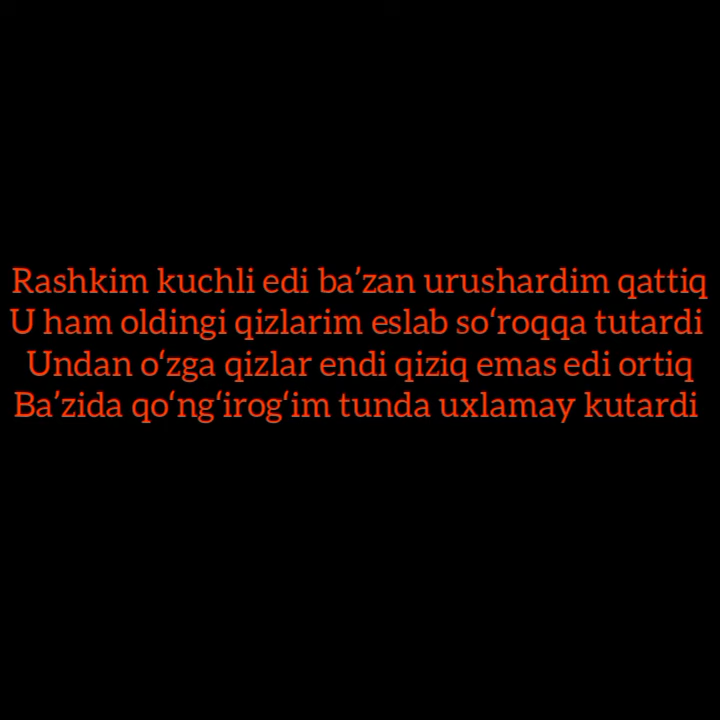 Rashkim kuchli edi ba’zan urushardim qattiq
U ham oldingi qizlarim eslab so‘roqqa tutardi
Undan o‘zga qizlar endi qiziq emas edi ortiq
Ba’zida qo‘ng‘irog‘im tunda uxlamay kutardi